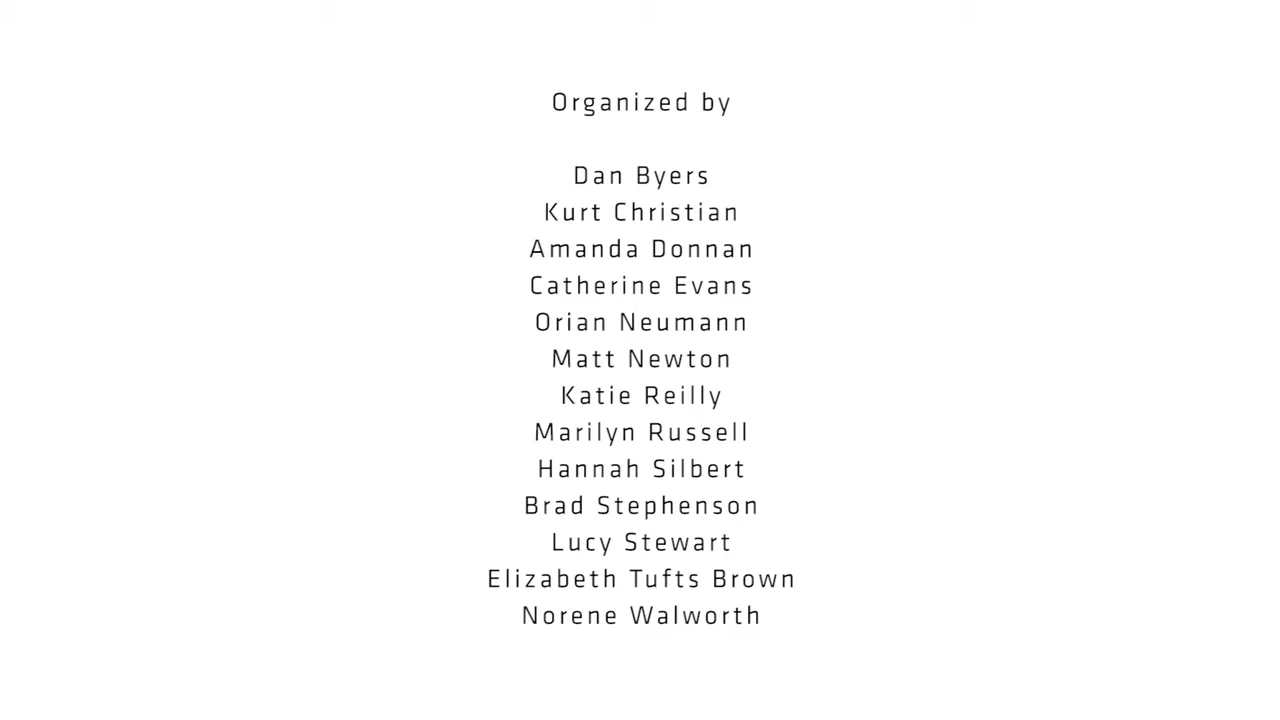 Organized by
Dan Byers
Kurt Christian
Amanda Donnan
Catherine Evans
Orian Neumann
Matt Newton
Katie Reilly
Marilyn Russell
Hannah Silbert
Brad Stephenson
Lucy Stewart
Elizabeth Tufts Brown
Norene Walworth